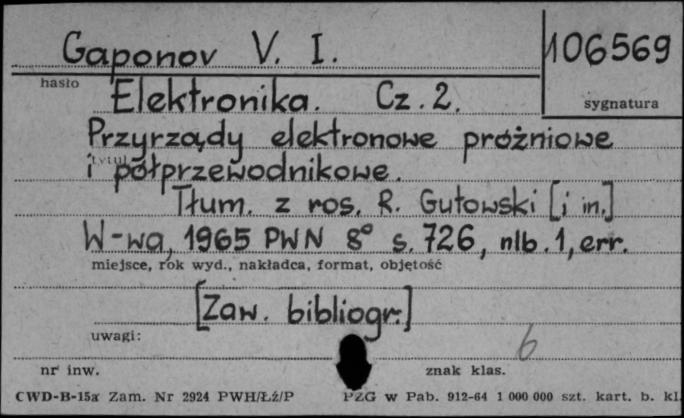 Gaponov V. I.
106569
hasło
sygnatura
Elektronika. Cz. 2.
Przyrządy elektronowe próżniowe
tytuł
i półprzewodnikowe.
Tłum. z ros. R. Gutowski [i in.]
W-wa, 1965 PWN 8° s. 726, nlb. 1, err.
miejsce, rok wyd., nakładca, format, objętość
[Zaw. bibliogr.]
uwagi:
6
nr inw.
znak klas.
CWD-B-15a Zam. Nr 2924 PWH/Łź/P PZG w Pab. 912-64 1 000 000 szt. kart. b. kl.